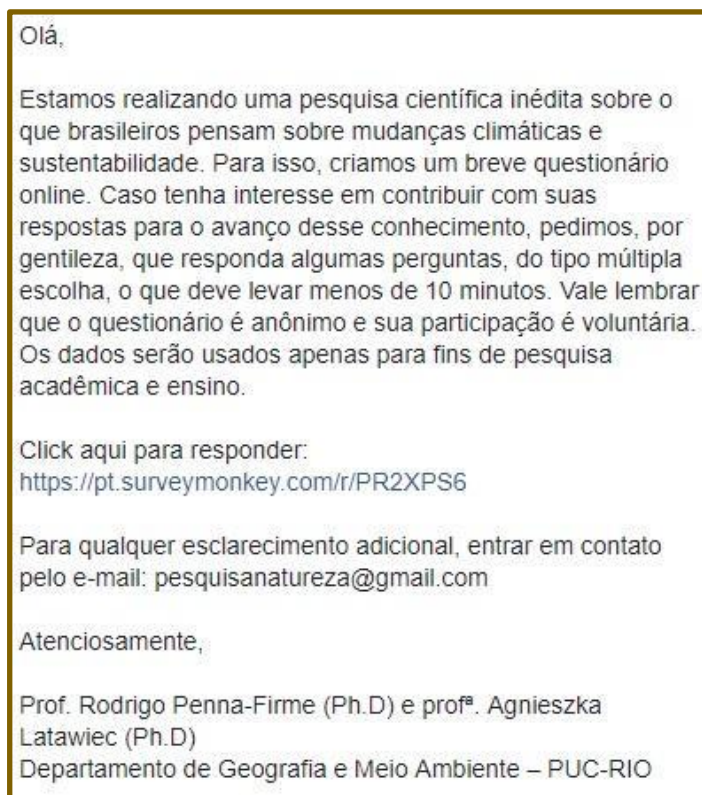 Olá,
Estamos realizando uma pesquisa científica inédita sobre o
que brasileiros pensam sobre mudanças climáticas e
sustentabilidade. Para isso, criamos um breve questionário
online. Caso tenha interesse em contribuir com suas
respostas para o avanço desse conhecimento, pedimos, por
gentileza, que responda algumas perguntas, do tipo múltipla
escolha, o que deve levar menos de 10 minutos. Vale lembrar
que o questionário é anônimo e sua participação é voluntária.
Os dados serão usados apenas para fins de pesquisa
acadêmica e ensino.
Click aqui para responder:
https://pt.surveymonkey.com/r/PR2XPS6
Para qualquer esclarecimento adicional, entrar em contato
pelo e-mail: pesquisanatureza@gmail.com
Atenciosamente,
Prof. Rodrigo Penna-Firme (Ph.D) e profª. Agnieszka
Latawiec (Ph.D)
Departamento de Geografia e Meio Ambiente – PUC-RIO